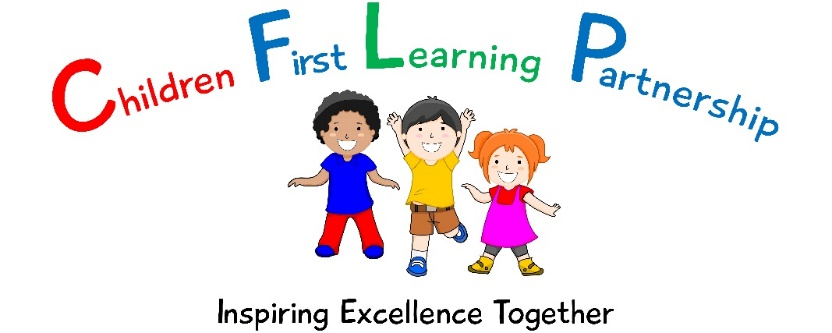 Children First Learning Partnership
Inspiring Excellence Together